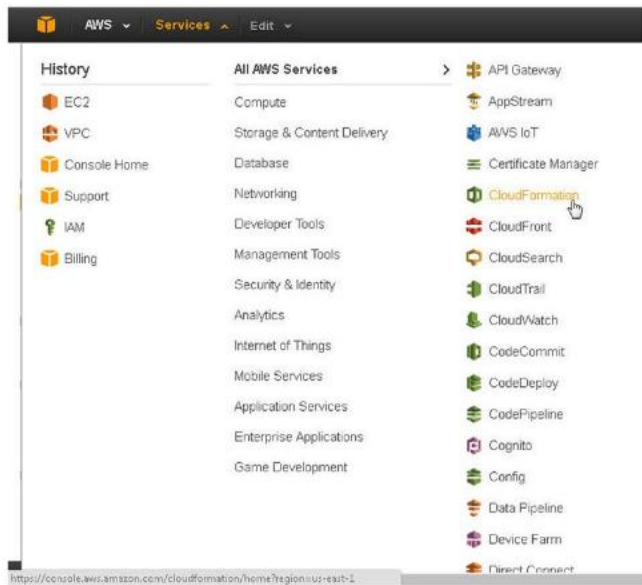 AWS Services Edit
History
EC2
VPC
Console Home
Support
IAM
Billing
All AWS Services
Compute
Storage & Content Delivery
Database
Networking
Developer Tools
Management Tools
Security & Identity
Analytics
Internet of Things
Mobile Services
Application Services
Enterprise Applications
Game Development
API Gateway
AppStream
AWS IoT
Certificate Manager
CloudFormation
CloudFront
CloudSearch
CloudTrail
CloudWatch
CodeCommit
CodeDeploy
CodePipeline
Cognito
Config
Data Pipeline
Device Farm
Direct Connect
https://console.aws.amazon.com/cloudformation/home?region=us-east-1